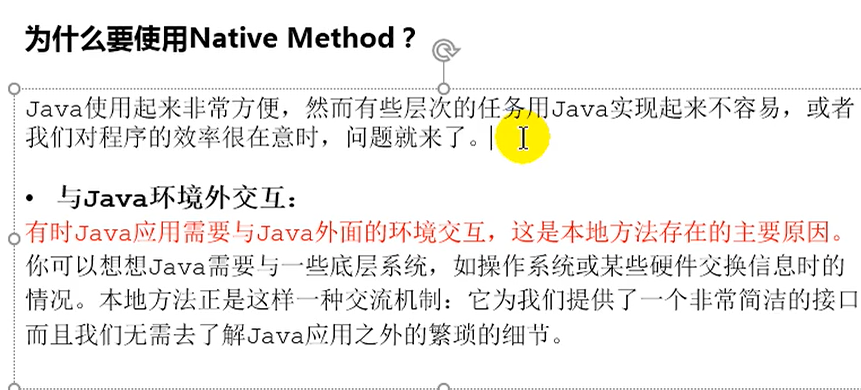 为什么要使用Native Method？
Java使用起来非常方便，然而有些层次的任务用Java实现起来不容易，或者
我们对程序的效率很在意时，问题就来了。
• 与Java环境外交互：
有时Java应用需要与Java外面的环境交互，这是本地方法存在的主要原因。
你可以想想Java需要与一些底层系统，如操作系统或某些硬件交换信息时的
情况。本地方法正是这样一种交流机制：它为我们提供了一个非常简洁的接口
而且我们无需去了解Java应用之外的繁琐的细节。